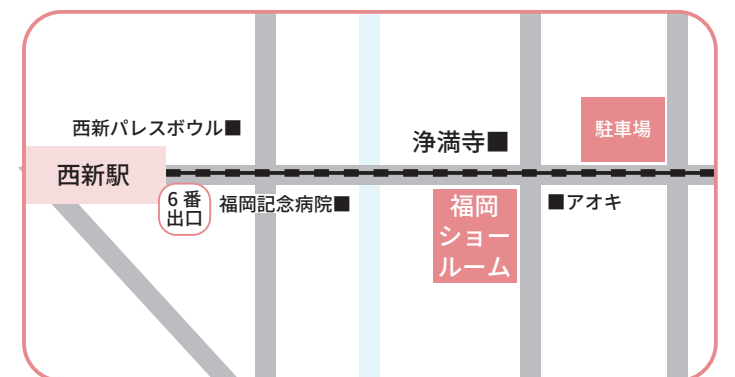 西新パレスボウル■
浄満寺■
駐車場
西新駅
6番
出口
福岡記念病院■
福岡
ショー
ルーム
■アオキ